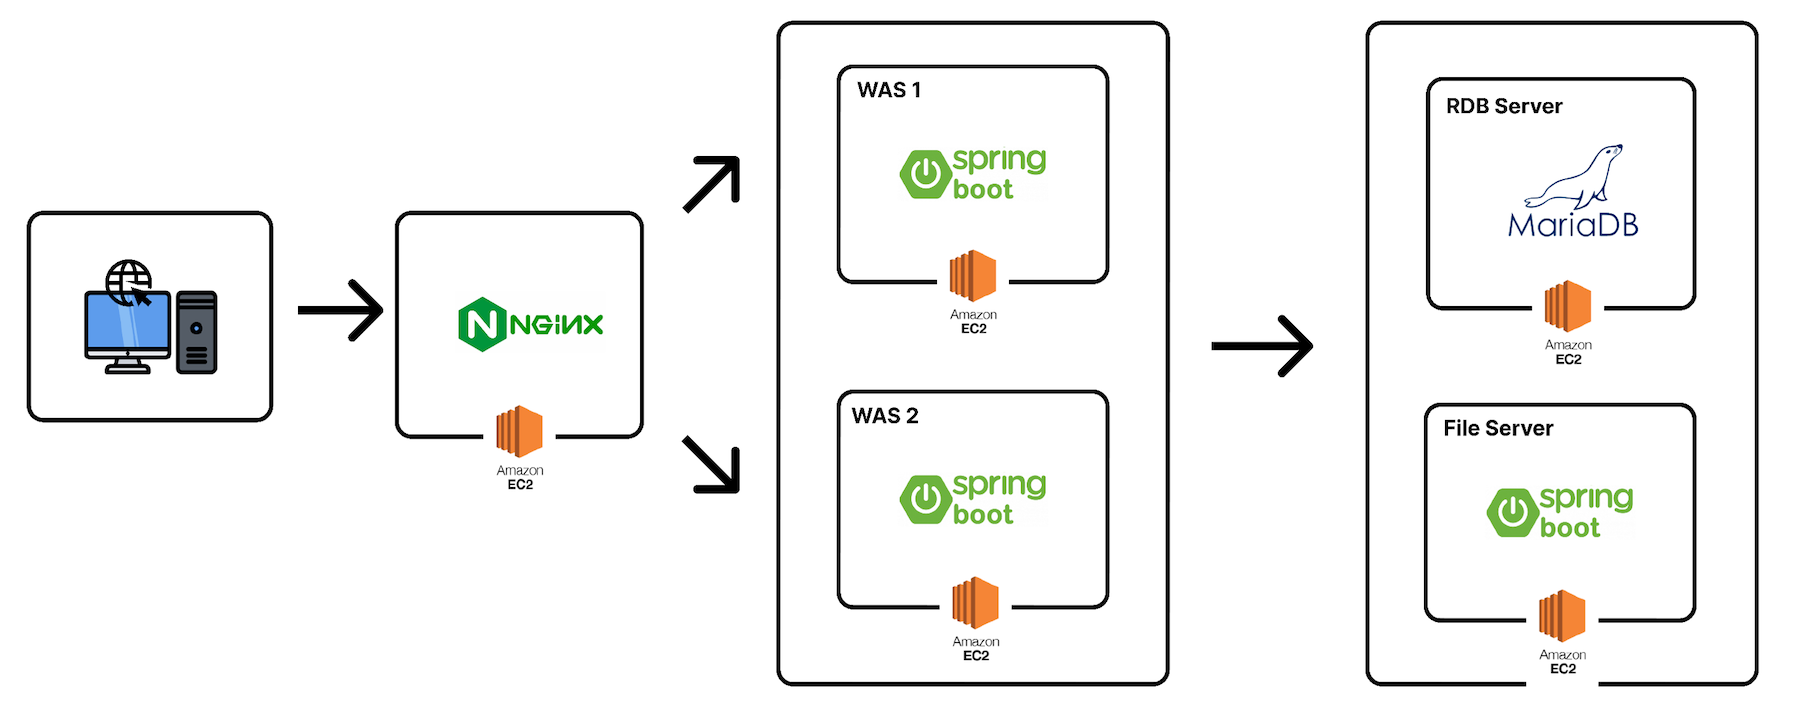 NGINX
Amazon
EC2
WAS 1
spring
boot
Amazon
EC2
WAS 2
spring
boot
Amazon
EC2
RDB Server
MariaDB
Amazon
EC2
File Server
spring
boot
Amazon
EC2